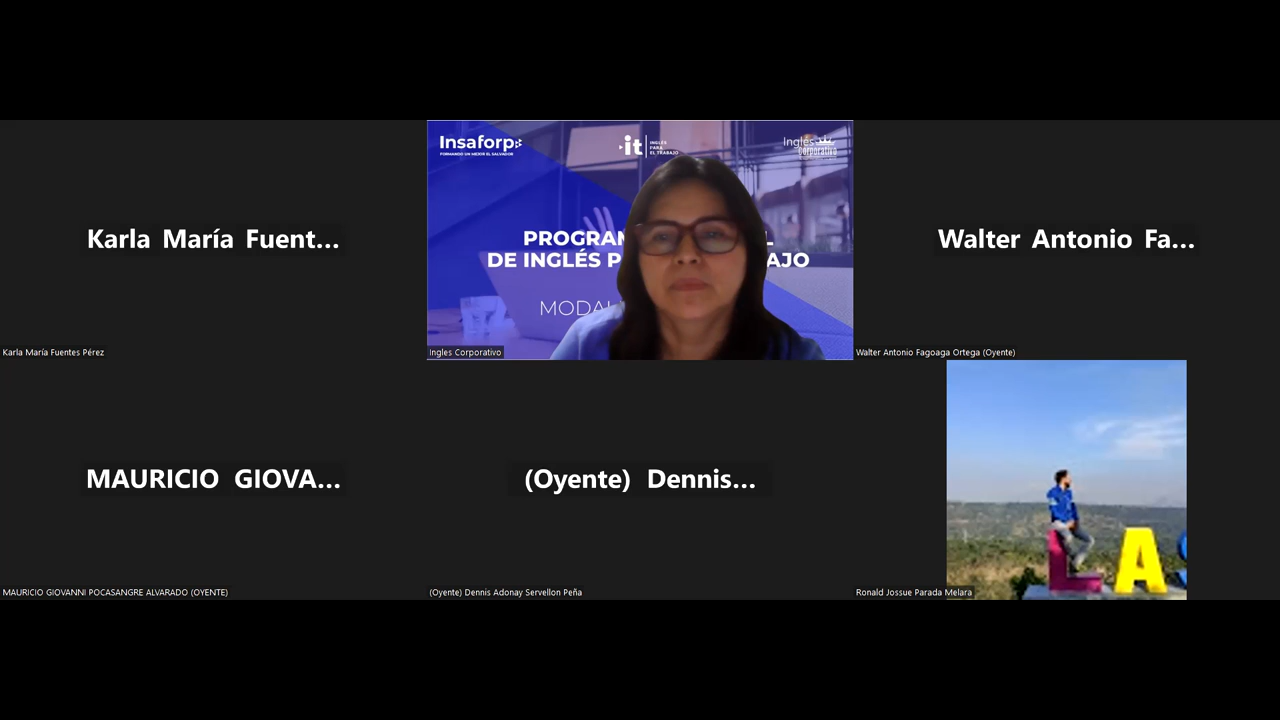 Karla María Fuent...
Karla María Fuentes Pérez
Insaforp
FORMANDO UN MEJOR EL SALVADOR
it
INGLÉS
PARA
EL TRABAJO
Inglés
corporativo
PROGRAM L
DE INGLÉS P AJO
MODAL
Ingles Corporativo
Walter Antonio Fa...
Walter Antonio Fagoaga Ortega (Oyente)
MAURICIO GIOVA...
MAURICIO GIOVANNI POCASANGRE ALVARADO (OYENTE)
(Oyente) Dennis...
(Oyente) Dennis Adonay Servellon Peña
LAS
Ronald Jossue Parada Melara